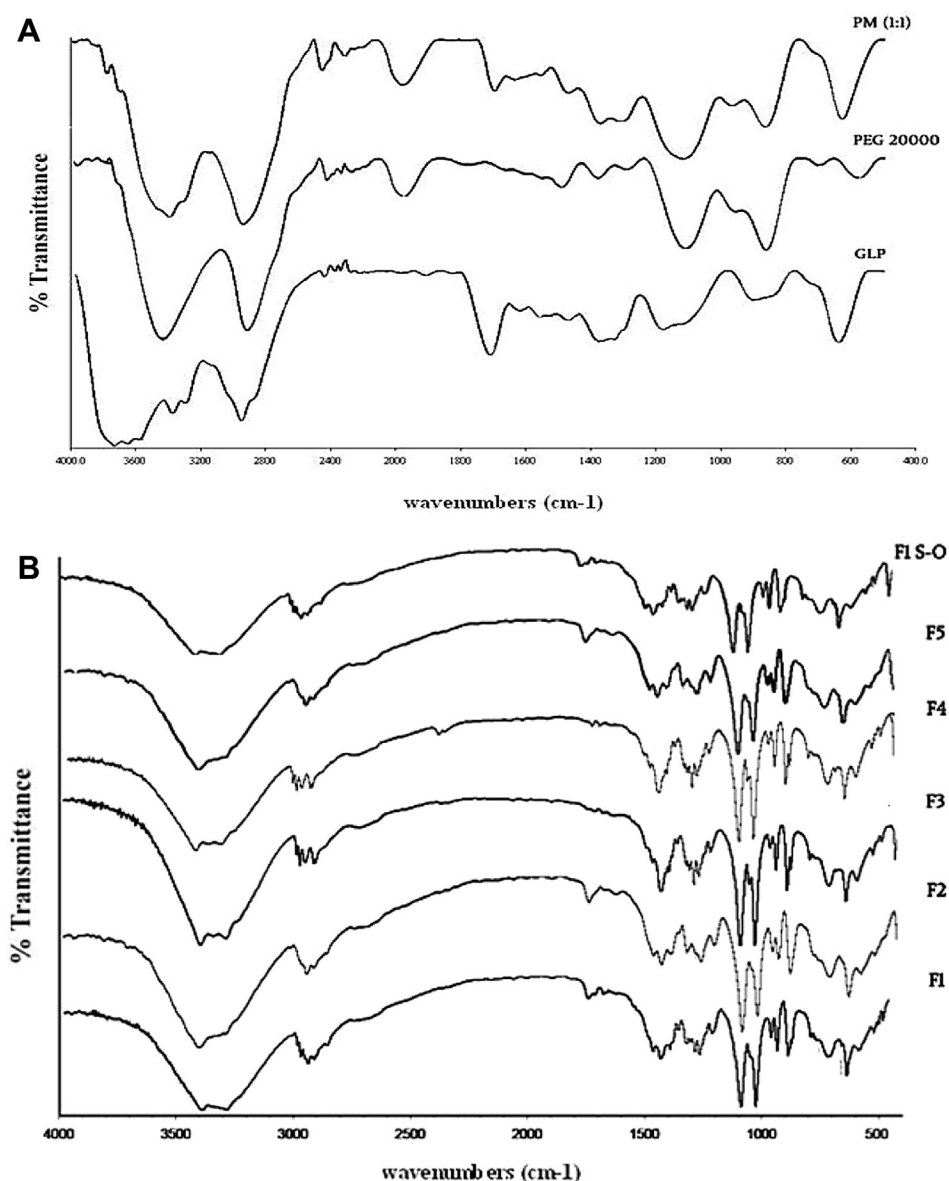 A
PM (1:1)
PEG 20000
GLP
% Transmittance
4000.0 3600 3200 2800 2400 2000 1800 1600 1400 1200 1000 800 600 400.0
wavenumbers (cm-1)
B
F1 S-O
F5
F4
F3
F2
F1
% Transmittance
4000 3500 3000 2500 2000 1500 1000 500
wavenumbers (cm-1)